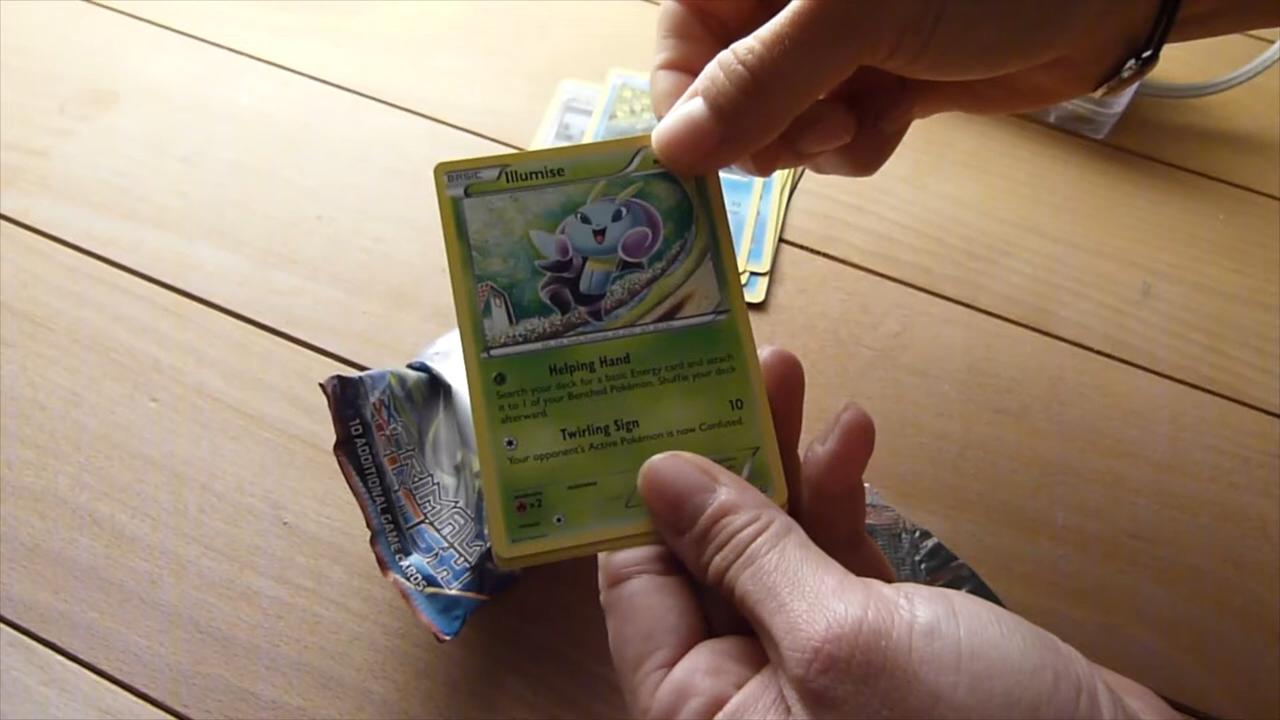 BASIC
Illumise
Helping Hand
Search your deck for a basic Energy card and attach
it to 1 of your Benched Pokémon. Shuffle your deck
afterward.
Twirling Sign
10
Your opponent's Active Pokémon is now Confused.
x2
10 ADDITIONAL GAME CARDS